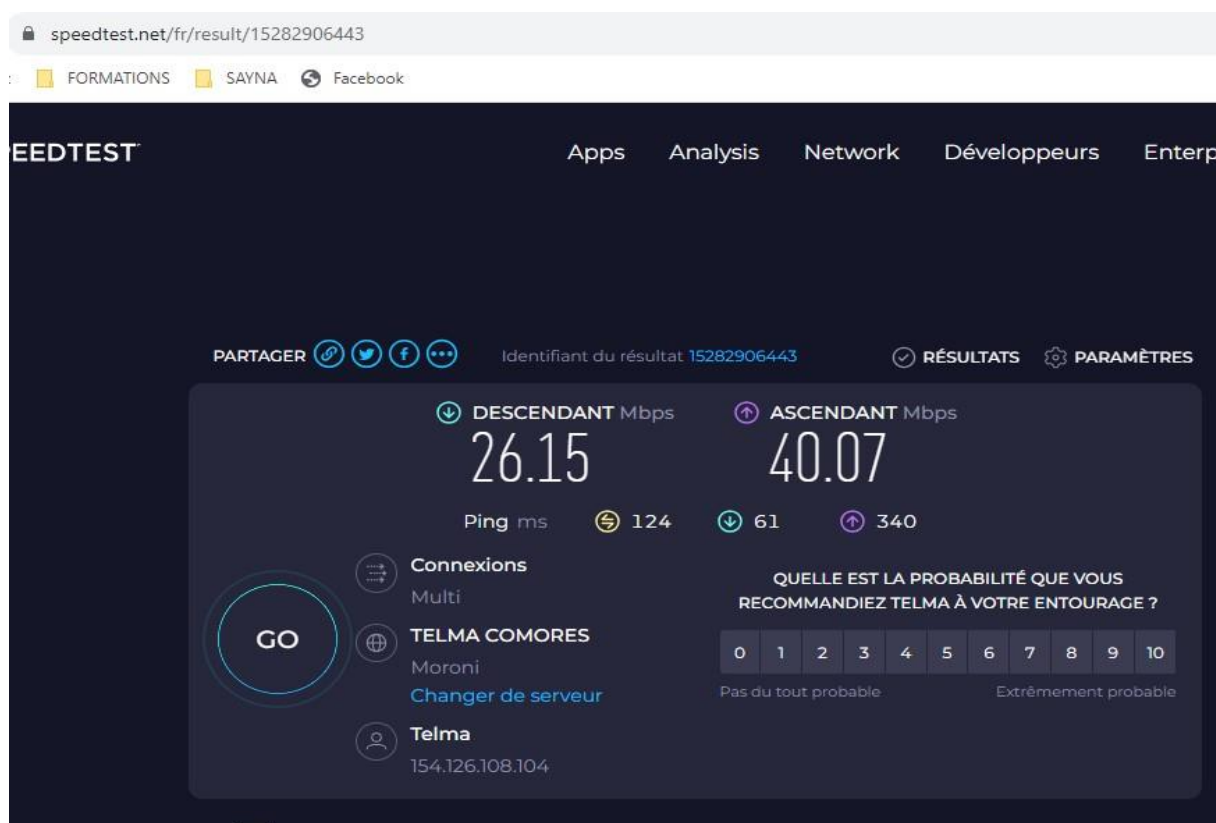 speedtest.net/fr/result/15282906443
FORMATIONS SAYNA Facebook
EEDTEST Apps Analysis Network Développeurs Enterp
PARTAGER Identifiant du résultat 15282906443 RÉSULTATS PARAMÈTRES
DESCENDANT Mbps ASCENDANT Mbps
26.15 40.07
Ping ms 124 61 340
Connexions
Multi
GO
TELMA COMORES
Moroni
Changer de serveur
Telma
154.126.108.104
QUELLE EST LA PROBABILITÉ QUE VOUS
RECOMMANDIEZ TELMA À VOTRE ENTOURAGE ?
0 1 2 3 4 5 6 7 8 9 10
Pas du tout probable Extrêmement probable